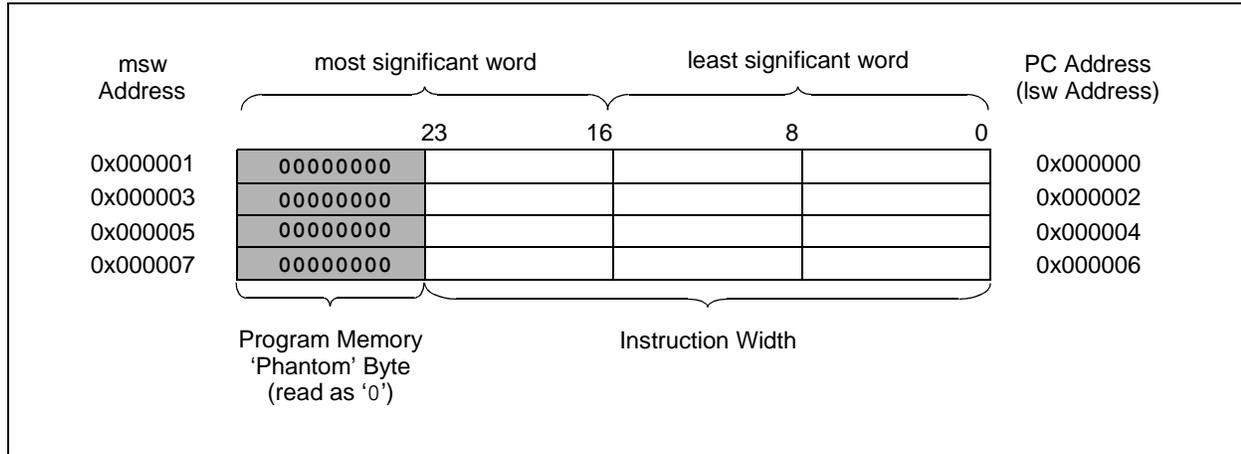 msw
Address
most significant word
least significant word
PC Address
(lsw Address)
23 16 8 0
0x000001 00000000 0x000000
0x000003 00000000 0x000002
0x000005 00000000 0x000004
0x000007 00000000 0x000006
Program Memory
‘Phantom’ Byte
(read as ‘0’)
Instruction Width